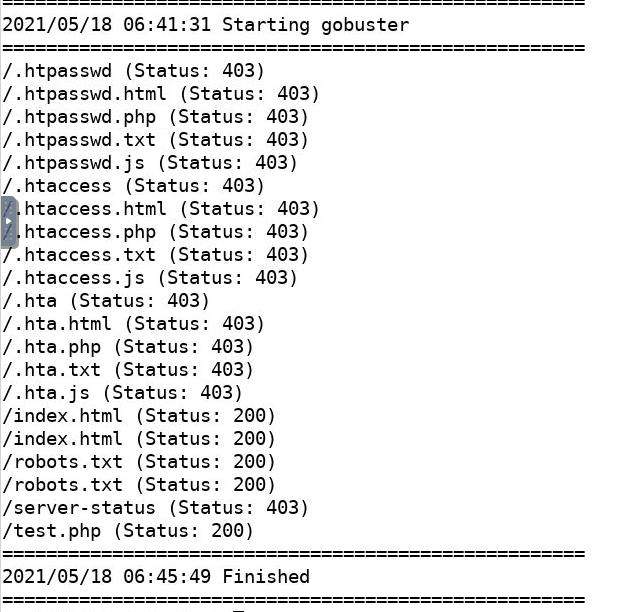 ===============================================================
2021/05/18 06:41:31 Starting gobuster
===============================================================
/.htpasswd (Status: 403)
/.htpasswd.html (Status: 403)
/.htpasswd.php (Status: 403)
/.htpasswd.txt (Status: 403)
/.htpasswd.js (Status: 403)
/.htaccess (Status: 403)
/.htaccess.html (Status: 403)
/.htaccess.php (Status: 403)
/.htaccess.txt (Status: 403)
/.htaccess.js (Status: 403)
/.hta (Status: 403)
/.hta.html (Status: 403)
/.hta.php (Status: 403)
/.hta.txt (Status: 403)
/.hta.js (Status: 403)
/index.html (Status: 200)
/index.html (Status: 200)
/robots.txt (Status: 200)
/robots.txt (Status: 200)
/server-status (Status: 403)
/test.php (Status: 200)
===============================================================
2021/05/18 06:45:49 Finished
===============================================================